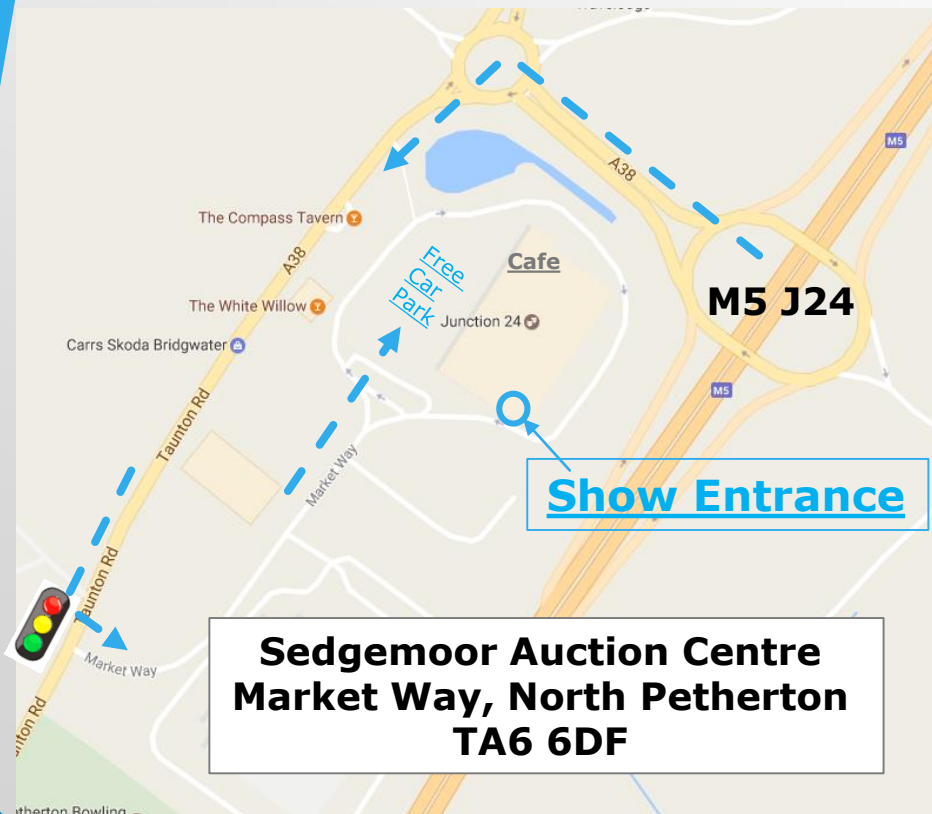 M5
A38
The Compass Tavern
A38
Free
Car
Park
Cafe
M5 J24
The White Willow
Junction 24
Carrs Skoda Bridgwater
M5
Taunton Rd
Market Way
Show Entrance
Taunton Rd
Market Way
Sedgemoor Auction Centre
Market Way, North Petherton
TA6 6DF
Rd
Bowling